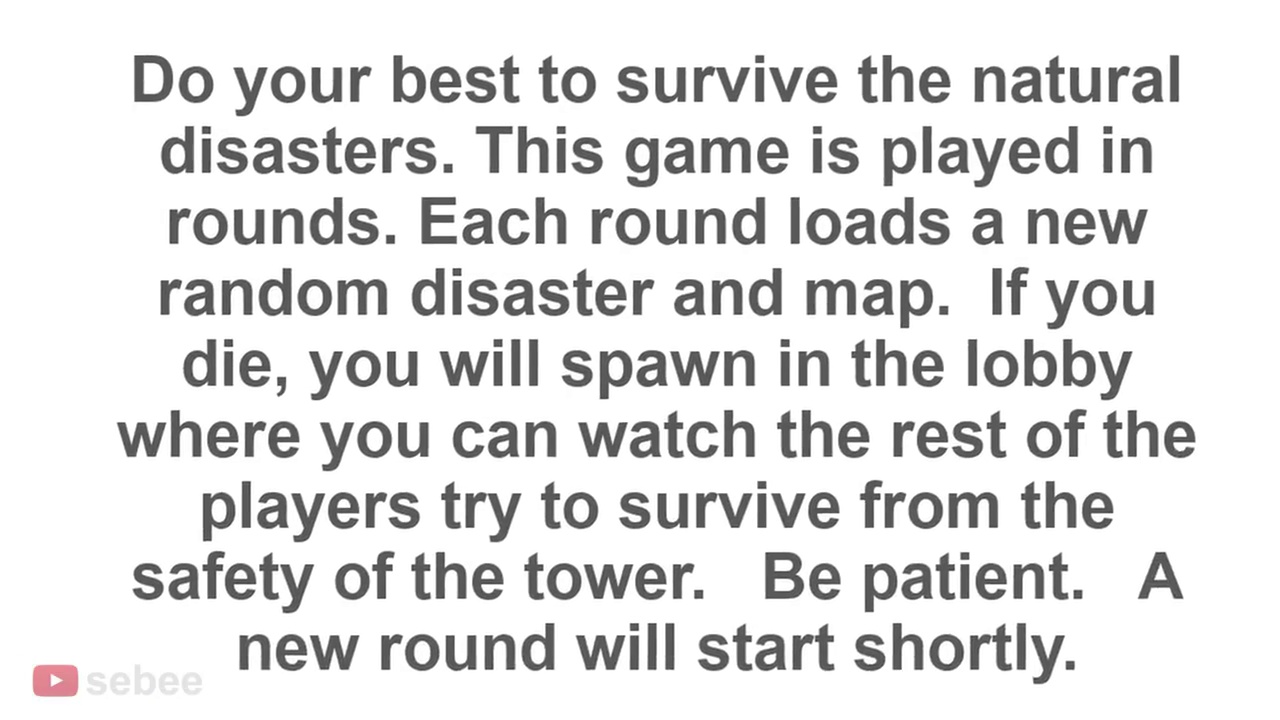 Do your best to survive the natural
disasters. This game is played in
rounds. Each round loads a new
random disaster and map.  If you
die, you will spawn in the lobby
where you can watch the rest of the
players try to survive from the
safety of the tower.   Be patient.   A
new round will start shortly.
sebee